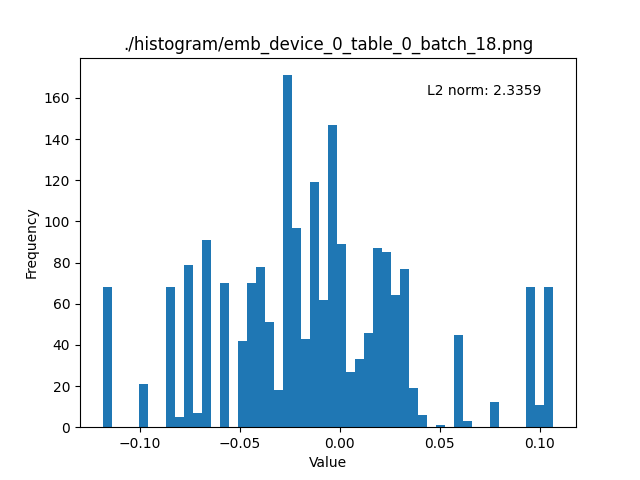 ./histogram/emb_device_0_table_0_batch_18.png
L2 norm: 2.3359
160
140
120
100
80
60
40
20
0
Frequency
−0.10 −0.05 0.00 0.05 0.10
Value